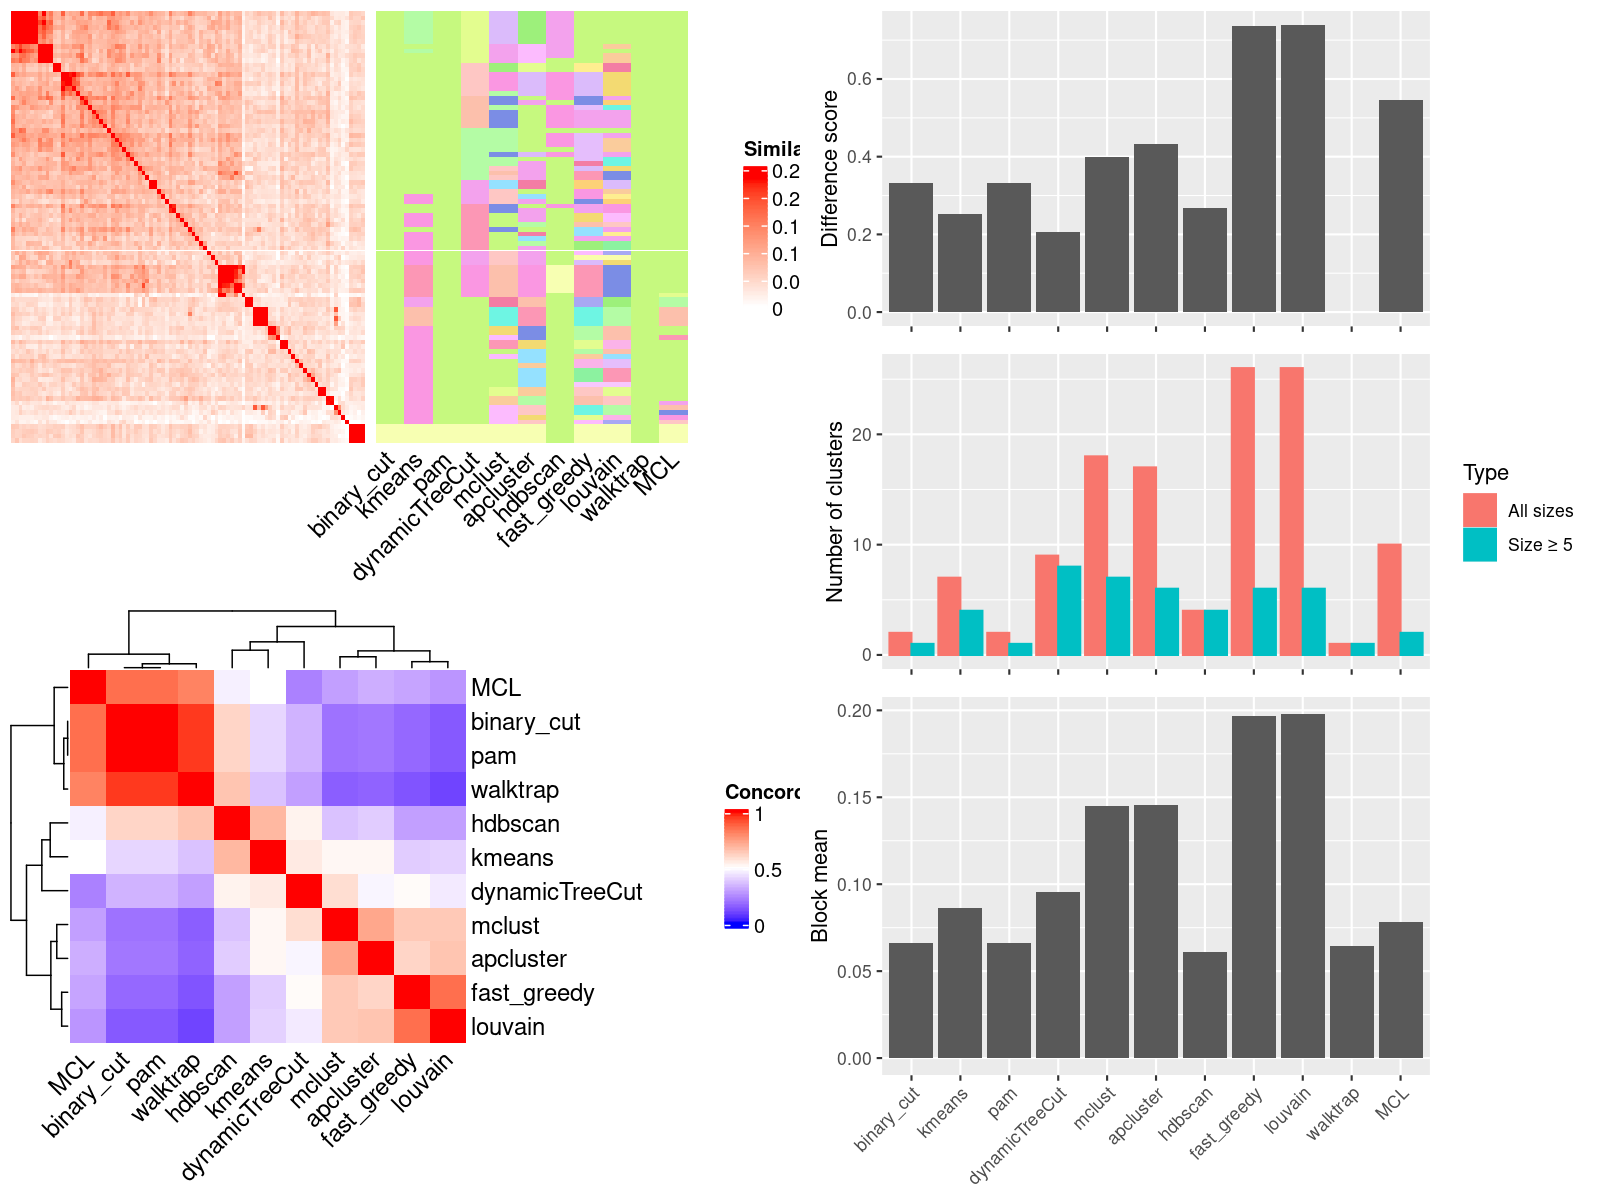 Simila
0.2
0.2
0.1
0.1
0.0
0
binary_cut
kmeans
pam
dynamicTreeCut
mclust
apcluster
hdbscan
fast_greedy
louvain
walktrap
MCL
MCL
binary_cut
pam
walktrap
hdbscan
kmeans
dynamicTreeCut
mclust
apcluster
fast_greedy
louvain
MCL
binary_cut
pam
walktrap
hdbscan
kmeans
dynamicTreeCut
mclust
apcluster
fast_greedy
louvain
Concord
1
0.5
0
Difference score
0.6
0.4
0.2
0.0
Number of clusters
20
10
0
Type
All sizes
Size ≥ 5
Block mean
0.20
0.15
0.10
0.05
0.00
binary_cut
kmeans
pam
dynamicTreeCut
mclust
apcluster
hdbscan
fast_greedy
louvain
walktrap
MCL